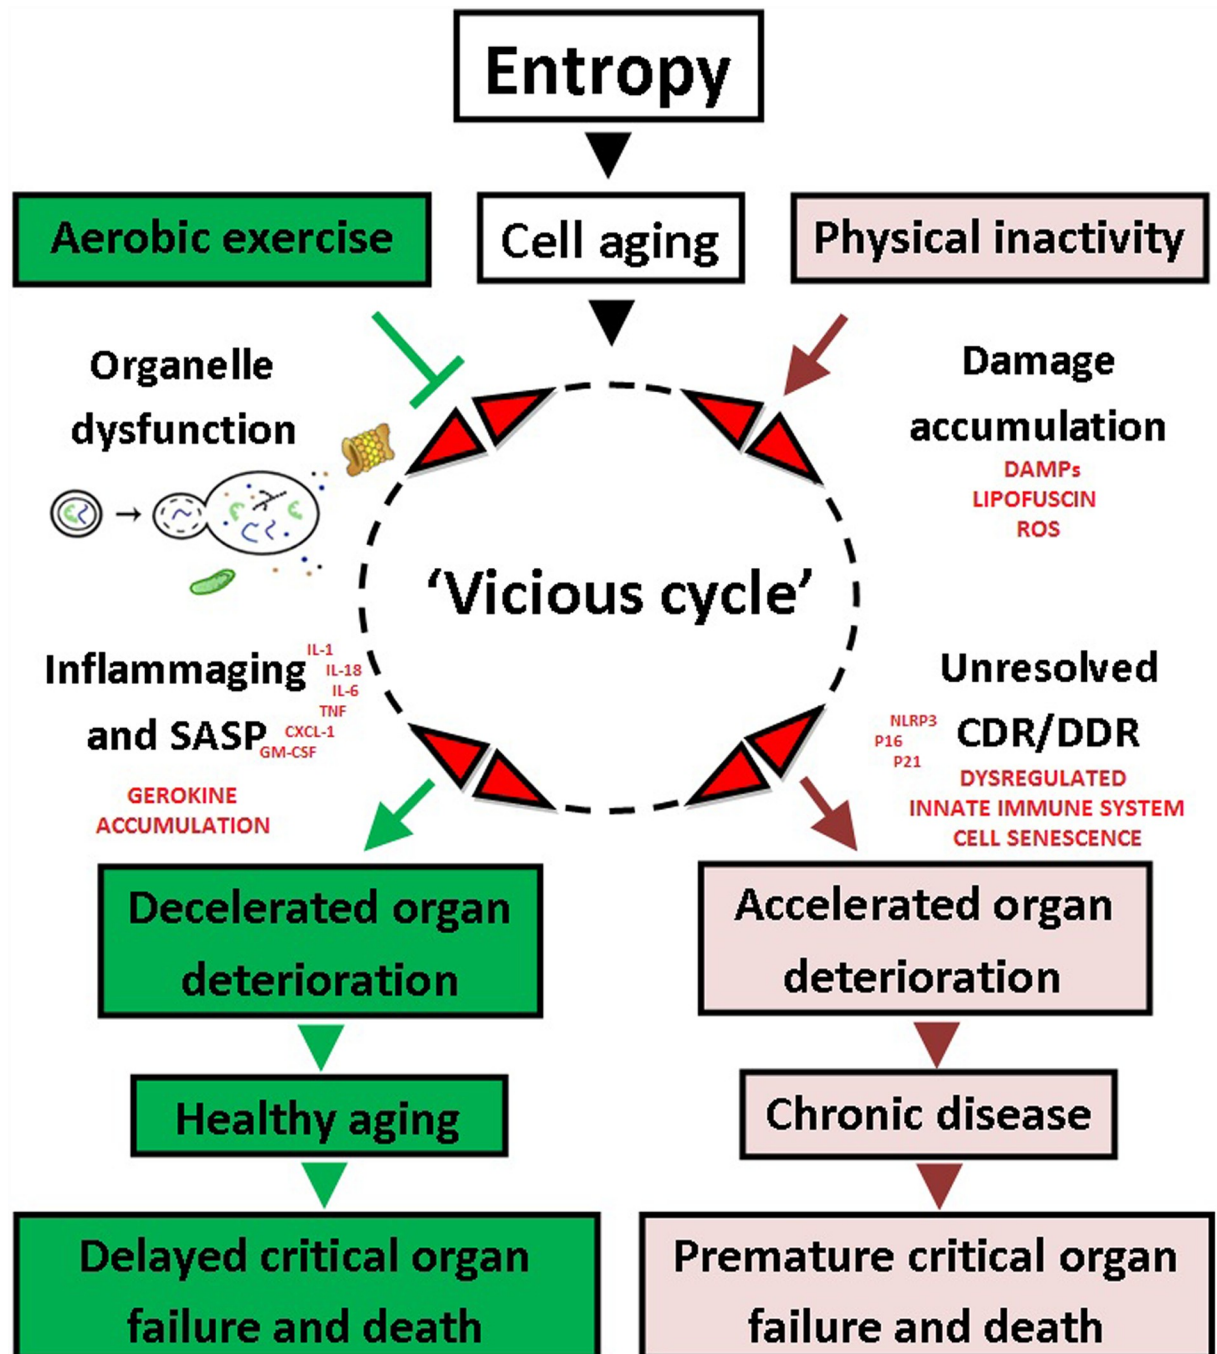 Entropy
Aerobic exercise
Cell aging
Physical inactivity
Organelle
dysfunction
Damage
accumulation
DAMPs
LIPOFUSCIN
ROS
'Vicious cycle'
Inflammaging
and SASP
IL-1
IL-18
IL-6
TNF
CXCL-1
GM-CSF
GEROKINE
ACCUMULATION
Unresolved
CDR/DDR
NLRP3
P16
P21
DYSREGULATED
INNATE IMMUNE SYSTEM
CELL SENESCENCE
Decelerated organ
deterioration
Accelerated organ
deterioration
Healthy aging
Chronic disease
Delayed critical organ
failure and death
Premature critical organ
failure and death